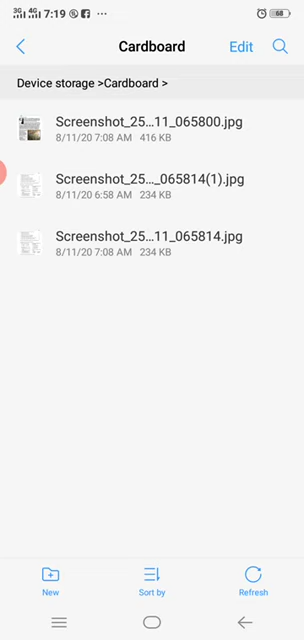 3G 4G 7:19 68
Cardboard Edit
Device storage >Cardboard >
Screenshot_25...11_065800.jpg
8/11/20 7:08 AM 416 KB
Screenshot_25..._065814(1).jpg
8/11/20 6:58 AM 234 KB
Screenshot_25...11_065814.jpg
8/11/20 7:08 AM 234 KB
New Sort by Refresh